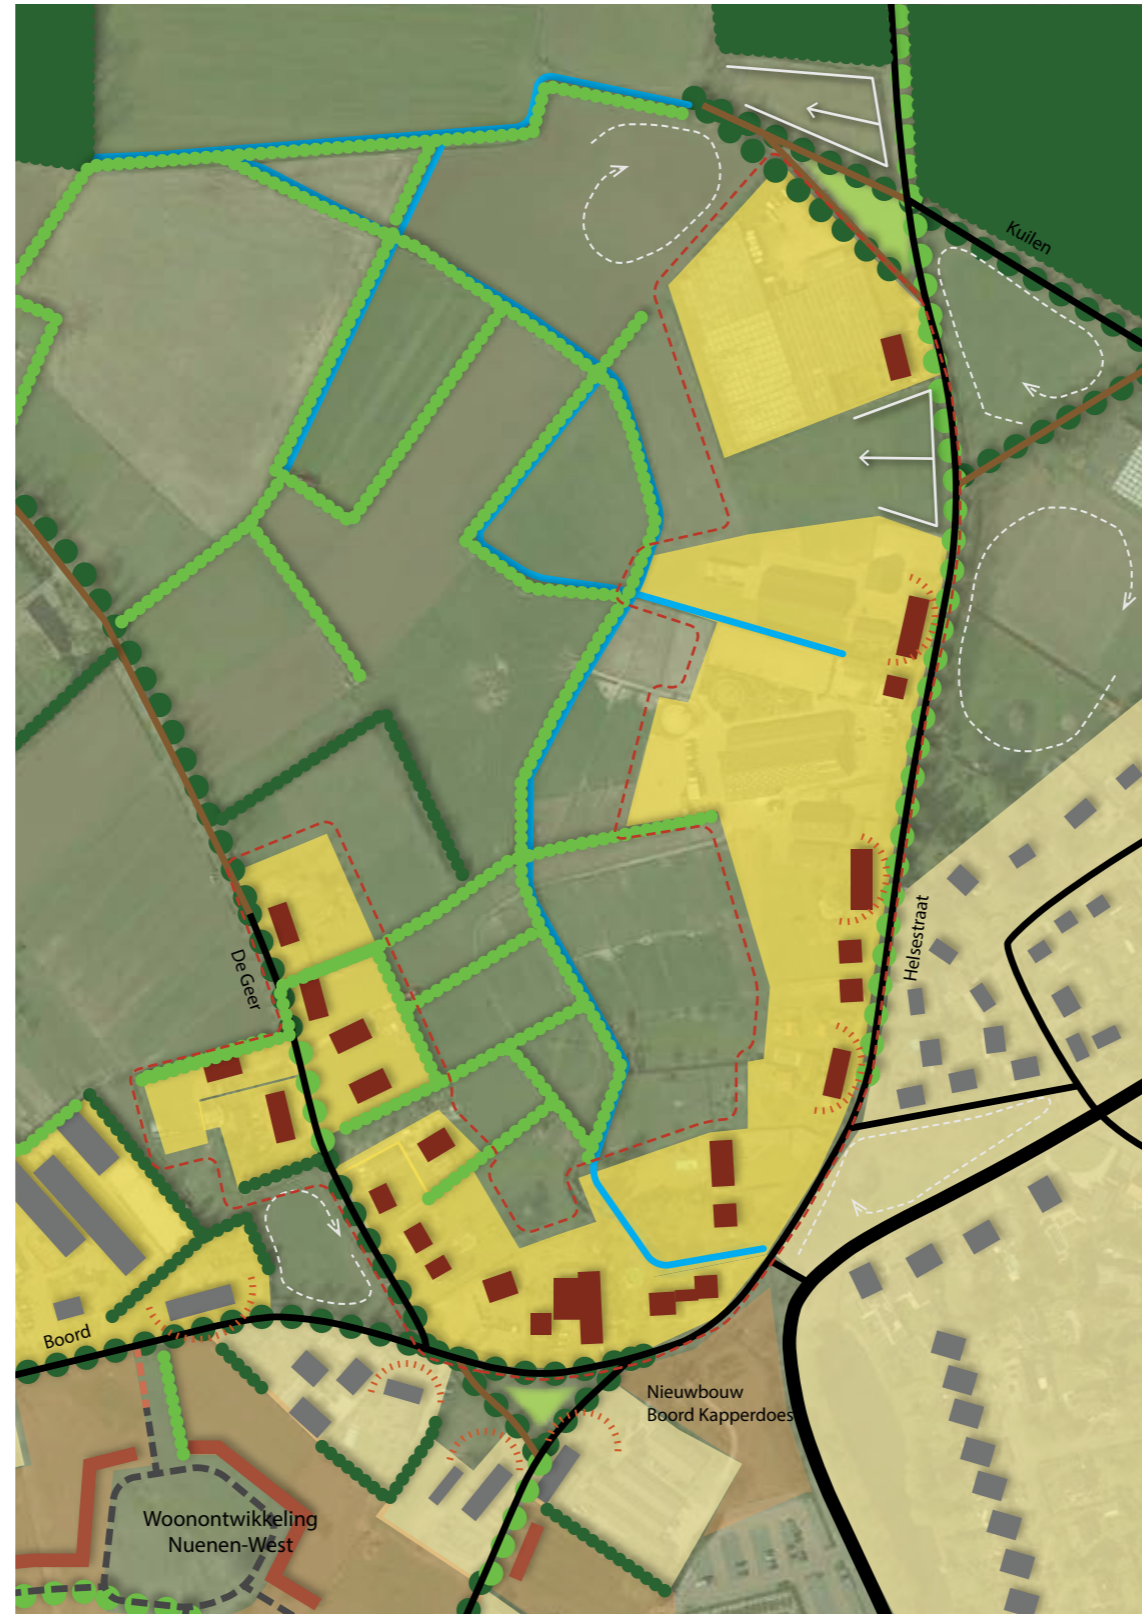 Kuilen
De Geer
Helsestraat
Boord
Nieuwbouw
Boord Kapperdoes
Woonontwikkeling
Nuenen-West